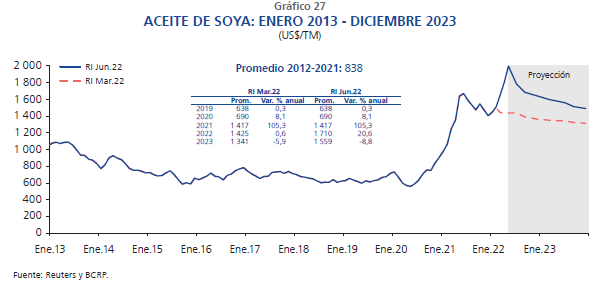 Gráfico 27
ACEITE DE SOYA: ENERO 2013 - DICIEMBRE 2023
(US$/TM)
RI Jun.22
RI Mar.22
Promedio 2012-2021: 838
Proyección
RI Mar.22 RI Jun.22
Prom. Var. % anual Prom. Var. % anual
2019 638 0,3 638 0,3
2020 690 8,1 690 8,1
2021 1 417 105,3 1 417 105,3
2022 1 425 0,6 1 710 20,6
2023 1 341 -5,9 1 559 -8,8
2 000
1 800
1 600
1 400
1 200
1 000
800
600
400
200
0
Ene.13 Ene.14 Ene.15 Ene.16 Ene.17 Ene.18 Ene.19 Ene.20 Ene.21 Ene.22 Ene.23
Fuente: Reuters y BCRP.